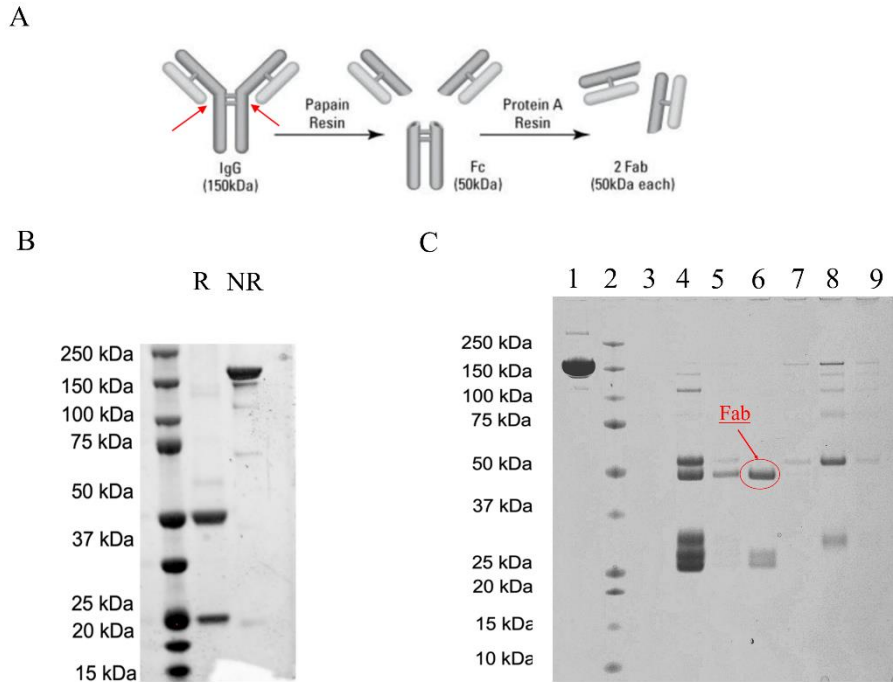 A
Papain
Resin
Protein A
Resin
IgG
(150kDa)
Fc
(50kDa)
2 Fab
(50kDa each)
B
R NR
250 kDa
150 kDa
100 kDa
75 kDa
50 kDa
37 kDa
25 kDa
20 kDa
15 kDa
C
1 2 3 4 5 6 7 8 9
250 kDa
150 kDa
100 kDa
75 kDa
Fab
50 kDa
37 kDa
25 kDa
20 kDa
15 kDa
10 kDa